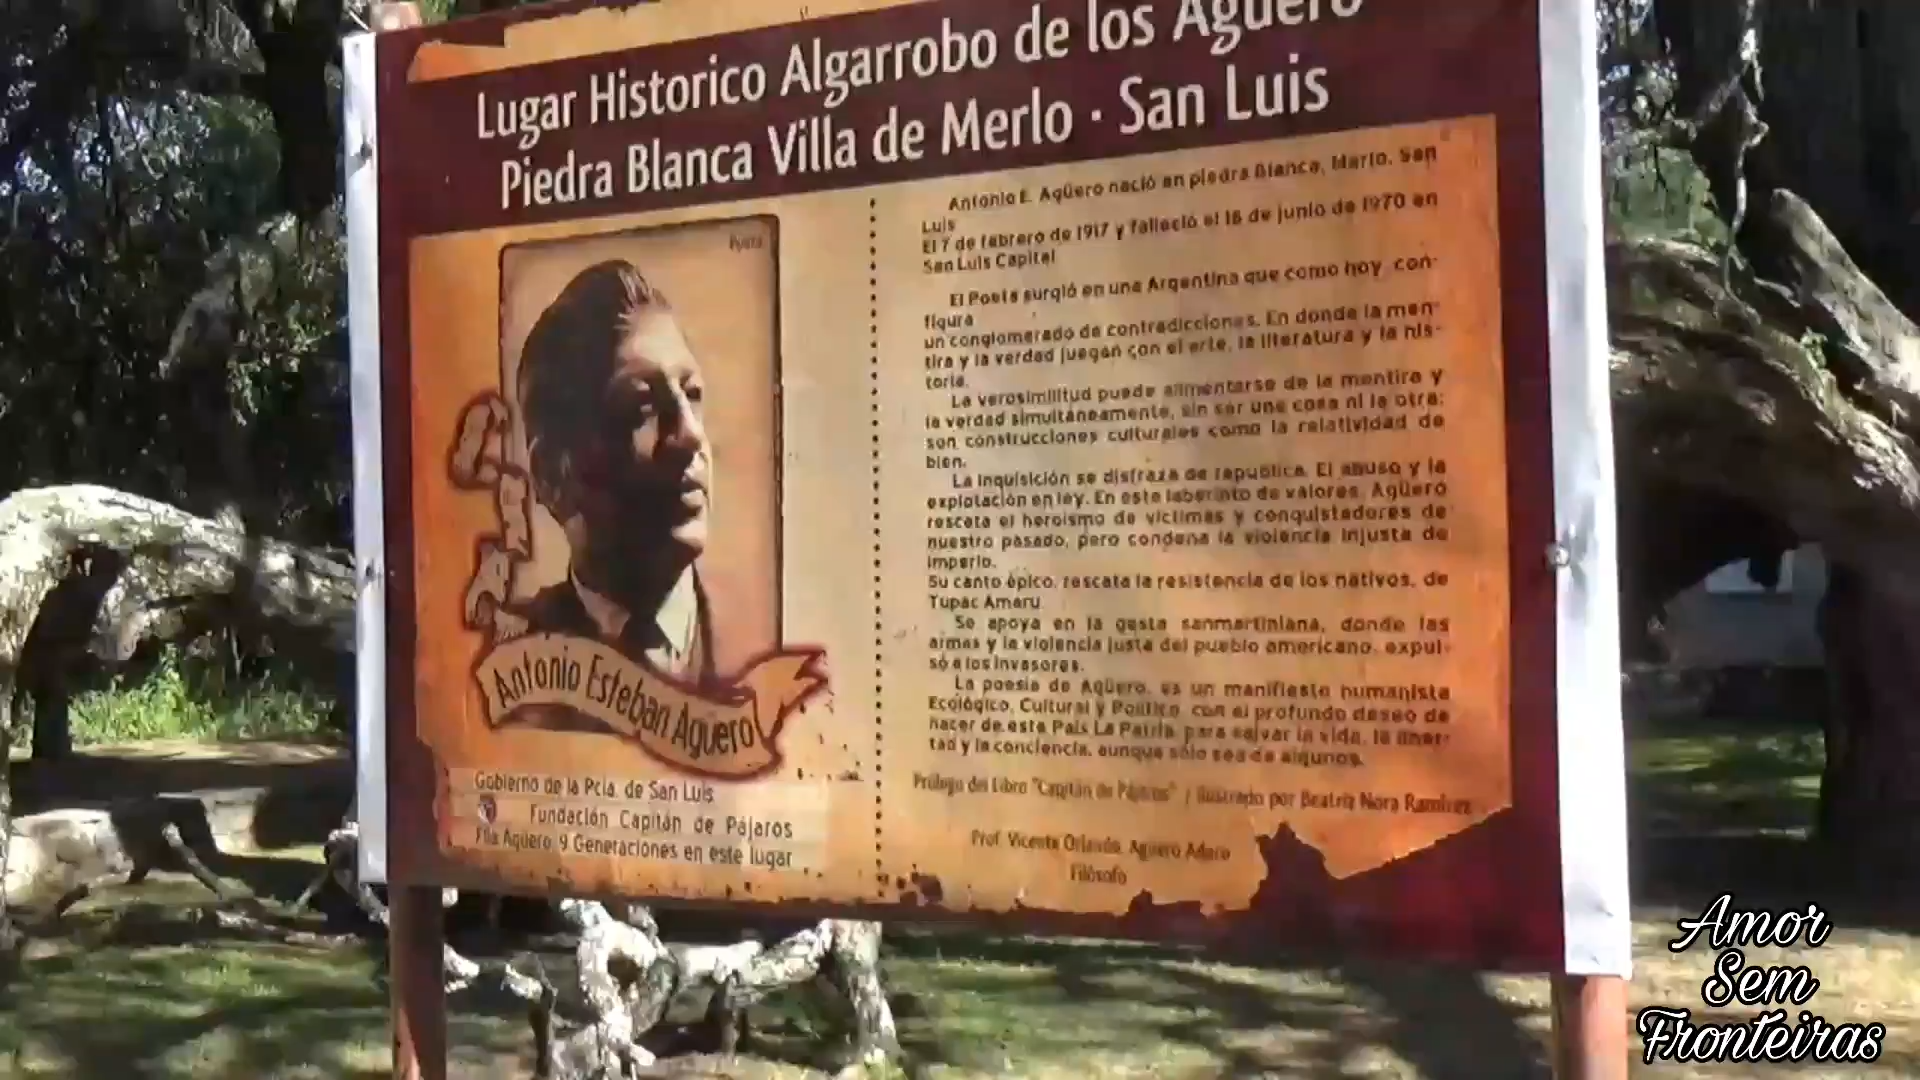 Lugar Historico Algarrobo de los Agüero
Piedra Blanca Villa de Merlo · San Luis
Poeta
Antonio Esteban Agüero
Gobierno de la Pcia. de San Luis
Fundación Capitán de Pájaros
Flia Agüero 9 Generaciones en este lugar
Antonio E. Agüero nació en piedra Blanca, Merlo, San
Luis
El 7 de febrero de 1917 y falleció el 18 de junio de 1970 en
San Luis Capital
El Poeta surgió en una Argentina que como hoy, con-
figura
un conglomerado de contradicciones. En donde la men-
tira y la verdad juegan con el arte, la literatura y la his-
toria.
La verosimilitud puede alimentarse de la mentira y
la verdad simultáneamente, sin ser una cosa ni la otra;
son construcciones culturales como la relatividad de
bien.
La inquisición se disfraza de republica. El abuso y la
explotación en ley. En este laberinto de valores, Agüero
rescata el heroísmo de víctimas y conquistadores de
nuestro pasado, pero condena la violencia injusta de
imperio.
Su canto épico, rescata la resistencia de los nativos, de
Tupac Amaru
Se apoya en la gesta sanmartiniana, donde las
armas y la violencia justa del pueblo americano, expul-
só a los invasores.
La poesía de Agüero, es un manifiesto humanista
Ecológico, Cultural y Político, con el profundo deseo de
hacer de este País La Patria, para salvar la vida, la liber-
tad y la conciencia, aunque sólo sea de algunos.
Prólogo del Libro "Capitán de Pájaros" / ilustrado por Beatriz Nora Ramírez
Prof. Vicente Orlando, Agüero Adaro
Filósofo
Amor
Sem
Fronteiras